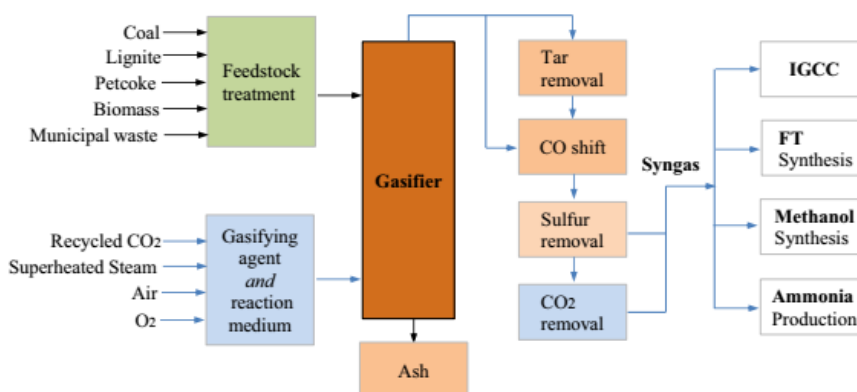 Coal
Lignite
Petcoke
Biomass
Municipal waste
Feedstock
treatment
Recycled CO2
Superheated Steam
Air
O2
Gasifying
agent
and
reaction
medium
Gasifier
Ash
Tar
removal
CO shift
Sulfur
removal
CO2
removal
Syngas
IGCC
FT
Synthesis
Methanol
Synthesis
Ammonia
Production